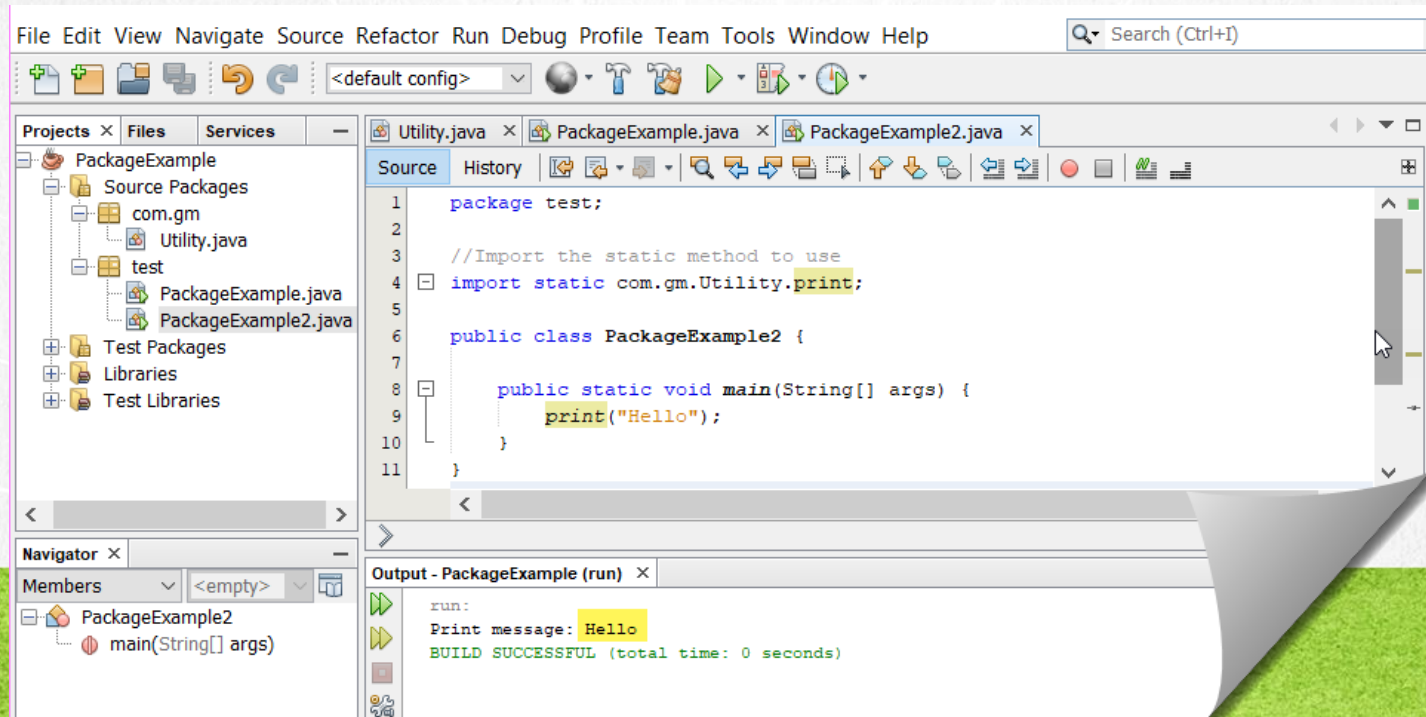 File Edit View Navigate Source Refactor Run Debug Profile Team Tools Window Help
Search (Ctrl+I)
<default config>
Projects Files Services
PackageExample
Source Packages
com.gm
Utility.java
test
PackageExample.java
PackageExample2.java
Test Packages
Libraries
Test Libraries
Utility.java PackageExample.java PackageExample2.java
Source History
1 package test;
2
3 //Import the static method to use
4 import static com.gm.Utility.print;
5
6 public class PackageExample2 {
7
8 public static void main(String[] args) {
9 print("Hello");
10 }
11 }
Navigator
Members <empty>
PackageExample2
main(String[] args)
Output - PackageExample (run)
run:
Print message: Hello
BUILD SUCCESSFUL (total time: 0 seconds)